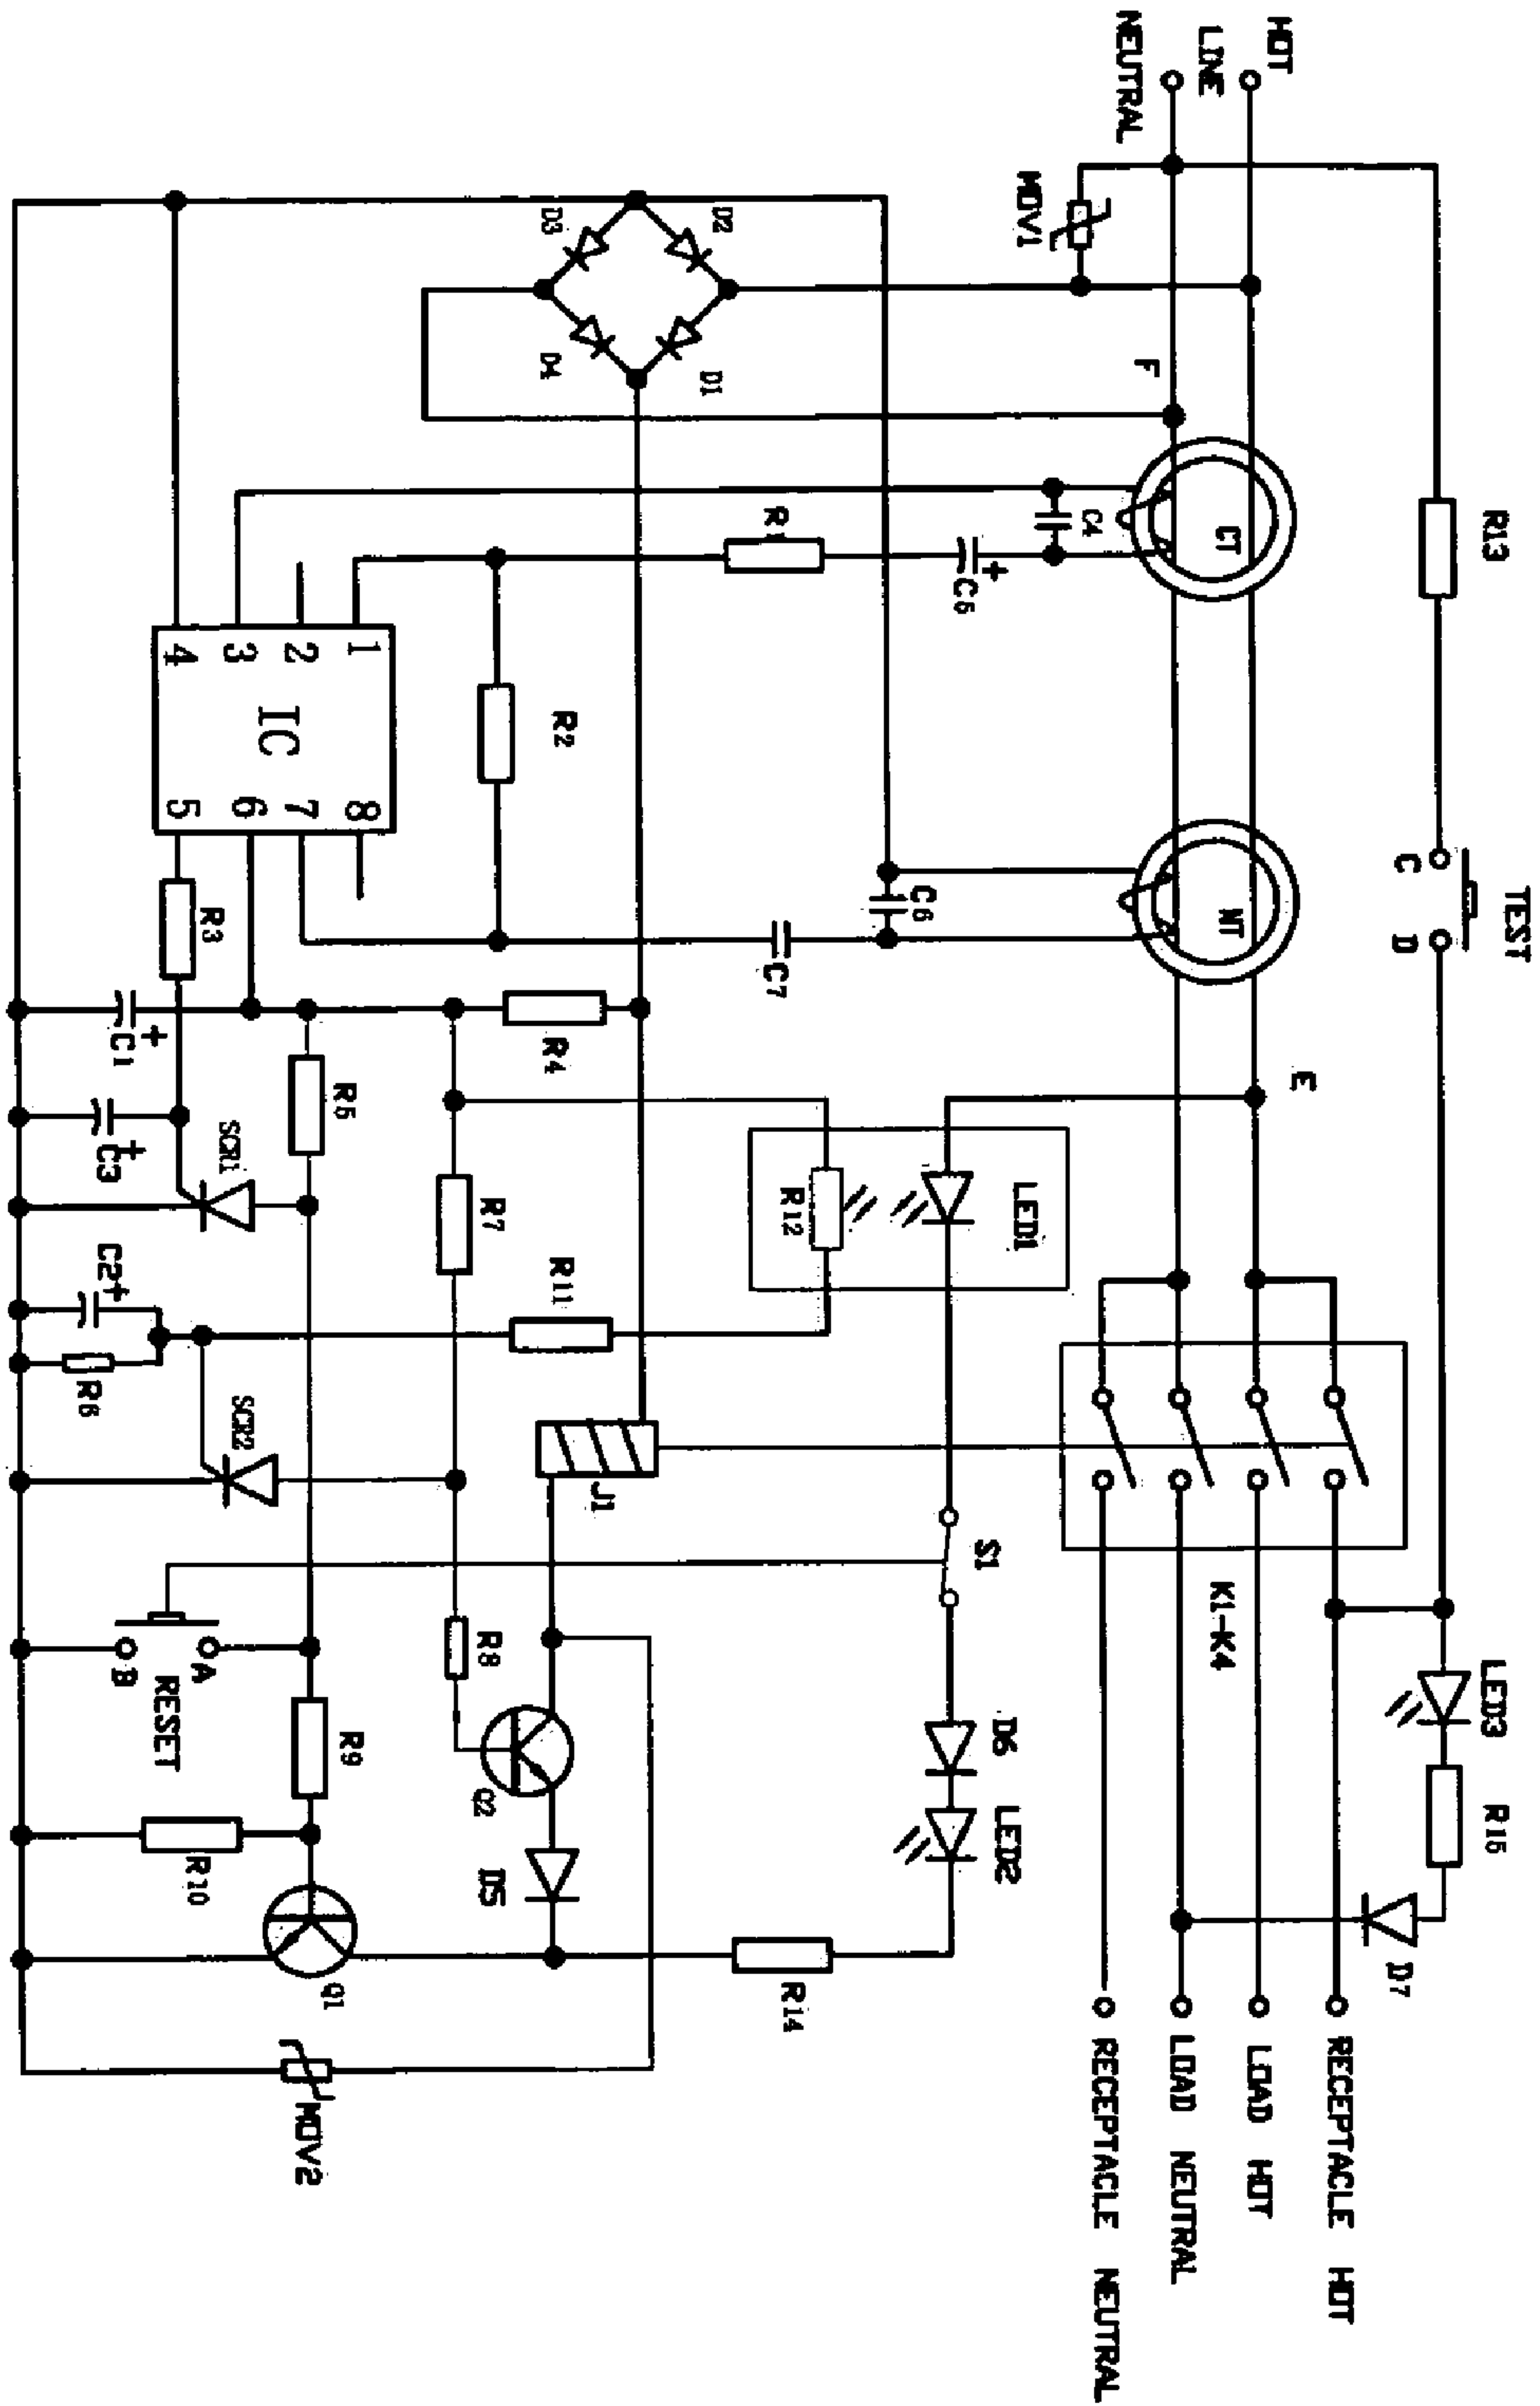 HOT
LINE
NEUTRAL
R13
C
TEST
D
MOV1
F
CT
NT
E
C4
C5
C6
C7
R1
R2
D2
D3
D1
D4
1
2
3
4
IC
8
7
6
5
R3
R4
R5
C1
C3
SCR1
R7
R12
LED1
R11
C2
R6
SCR2
J1
S1
K1-K4
LED3
R15
D7
D6
LED2
R14
R8
Q2
D5
A
B
RESET
R9
R10
Q1
MOV2
RECEPTACLE HOT
LOAD HOT
LOAD NEUTRAL
RECEPTACLE NEUTRAL